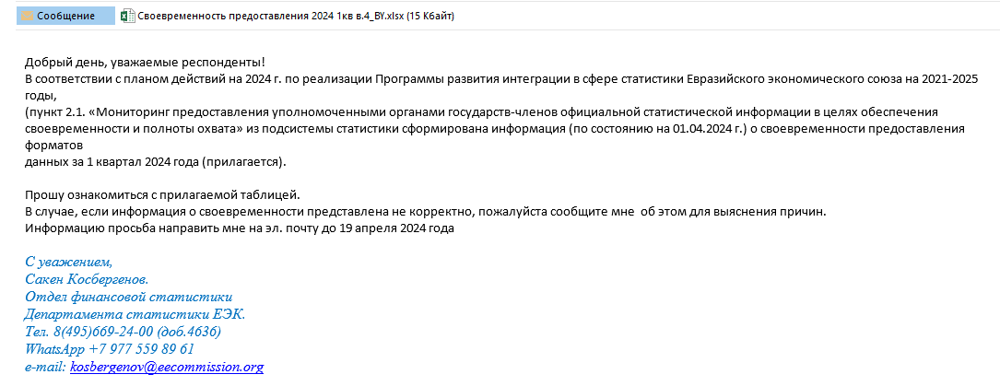 Сообщение
Своевременность предоставления 2024 1кв в.4_BY.xlsx (15 Кбайт)
Добрый день, уважаемые респонденты!
В соответствии с планом действий на 2024 г. по реализации Программы развития интеграции в сфере статистики Евразийского экономического союза на 2021-2025
годы,
(пункт 2.1. «Мониторинг предоставления уполномоченными органами государств-членов официальной статистической информации в целях обеспечения
своевременности и полноты охвата» из подсистемы статистики сформирована информация (по состоянию на 01.04.2024 г.) о своевременности предоставления
форматов
данных за 1 квартал 2024 года (прилагается).
Прошу ознакомиться с прилагаемой таблицей.
В случае, если информация о своевременности представлена не корректно, пожалуйста сообщите мне  об этом для выяснения причин.
Информацию просьба направить мне на эл. почту до 19 апреля 2024 года
С уважением,
Сакен Косбергенов.
Отдел финансовой статистики
Департамента статистики ЕЭК.
Тел. 8(495)669-24-00 (доб.4636)
WhatsApp +7 977 559 89 61
e-mail: kosbergenov@eecommission.org